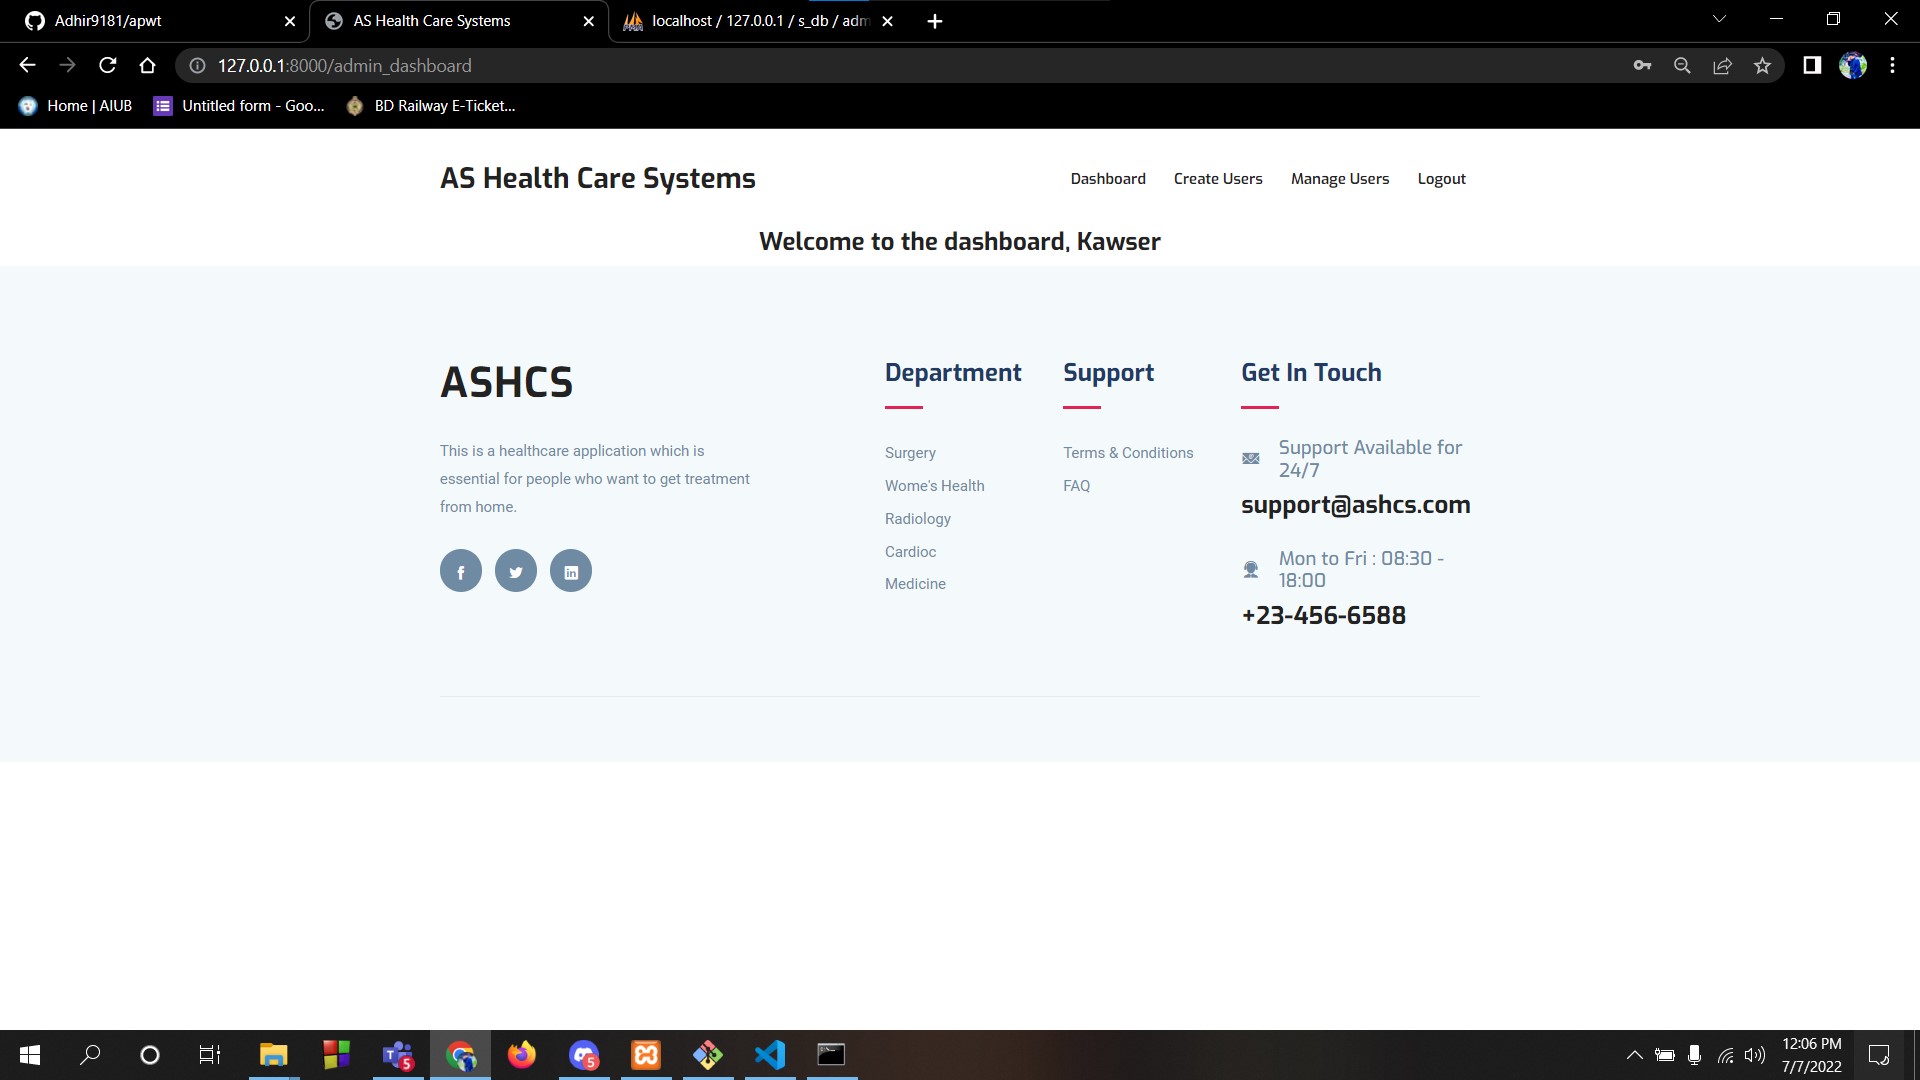 Adhir9181/apwt
AS Health Care Systems
localhost / 127.0.0.1 / s_db / adm
127.0.0.1:8000/admin_dashboard
Home | AIUB
Untitled form - Goo...
BD Railway E-Ticket...
AS Health Care Systems
Dashboard
Create Users
Manage Users
Logout
Welcome to the dashboard, Kawser
ASHCS
This is a healthcare application which is
essential for people who want to get treatment
from home.
Department
Surgery
Wome's Health
Radiology
Cardioc
Medicine
Support
Terms & Conditions
FAQ
Get In Touch
Support Available for
24/7
support@ashcs.com
Mon to Fri : 08:30 -
18:00
+23-456-6588
5
5
12:06 PM
7/7/2022